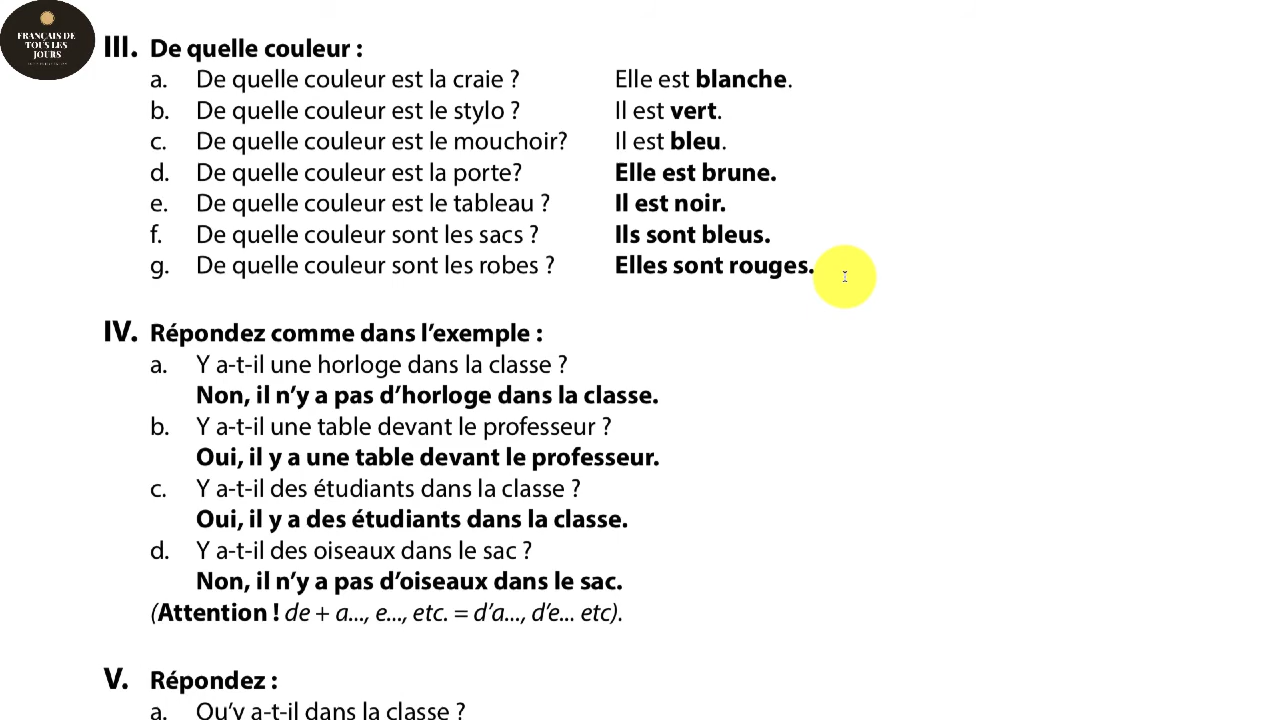 FRANÇAIS DE
TOUS LES
JOURS
III. De quelle couleur :
a. De quelle couleur est la craie ? Elle est blanche.
b. De quelle couleur est le stylo ? Il est vert.
c. De quelle couleur est le mouchoir? Il est bleu.
d. De quelle couleur est la porte? Elle est brune.
e. De quelle couleur est le tableau ? Il est noir.
f. De quelle couleur sont les sacs ? Ils sont bleus.
g. De quelle couleur sont les robes ? Elles sont rouges.
IV. Répondez comme dans l’exemple :
a. Y a-t-il une horloge dans la classe ?
Non, il n’y a pas d’horloge dans la classe.
b. Y a-t-il une table devant le professeur ?
Oui, il y a une table devant le professeur.
c. Y a-t-il des étudiants dans la classe ?
Oui, il y a des étudiants dans la classe.
d. Y a-t-il des oiseaux dans le sac ?
Non, il n’y a pas d’oiseaux dans le sac.
(Attention ! de + a..., e..., etc. = d’a..., d’e... etc).
V. Répondez :
a. Qu’y a-t-il dans la classe ?